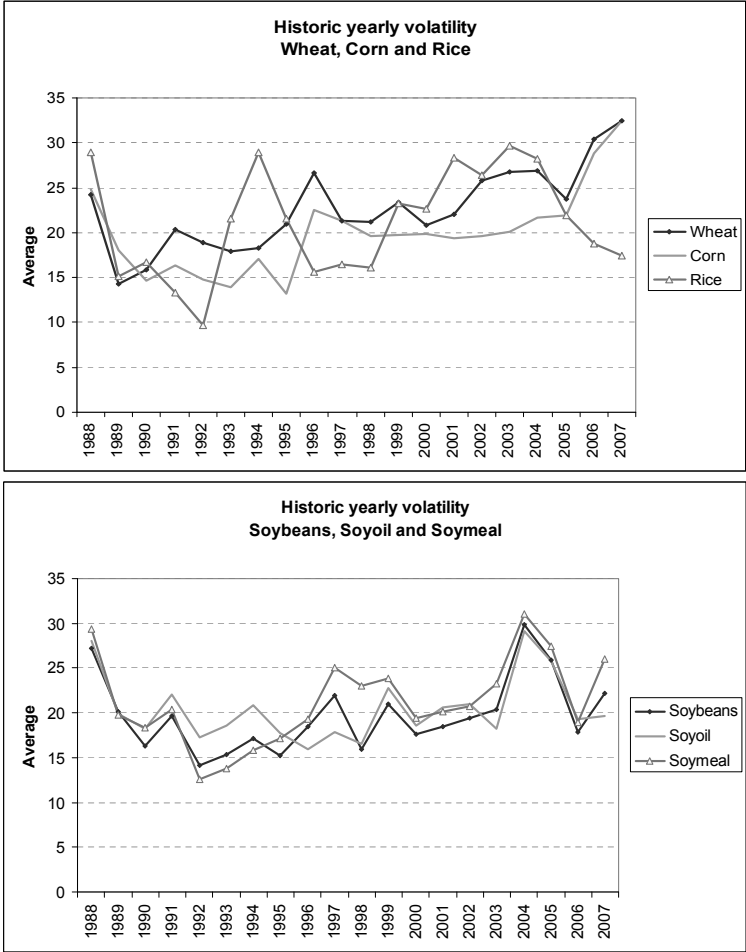 Historic yearly volatility
Wheat, Corn and Rice
35
30
25
20
15
10
5
0
Average
1988 1989 1990 1991 1992 1993 1994 1995 1996 1997 1998 1999 2000 2001 2002 2003 2004 2005 2006 2007
Wheat
Corn
Rice
Historic yearly volatility
Soybeans, Soyoil and Soymeal
35
30
25
20
15
10
5
0
Average
1988 1989 1990 1991 1992 1993 1994 1995 1996 1997 1998 1999 2000 2001 2002 2003 2004 2005 2006 2007
Soybeans
Soyoil
Soymeal